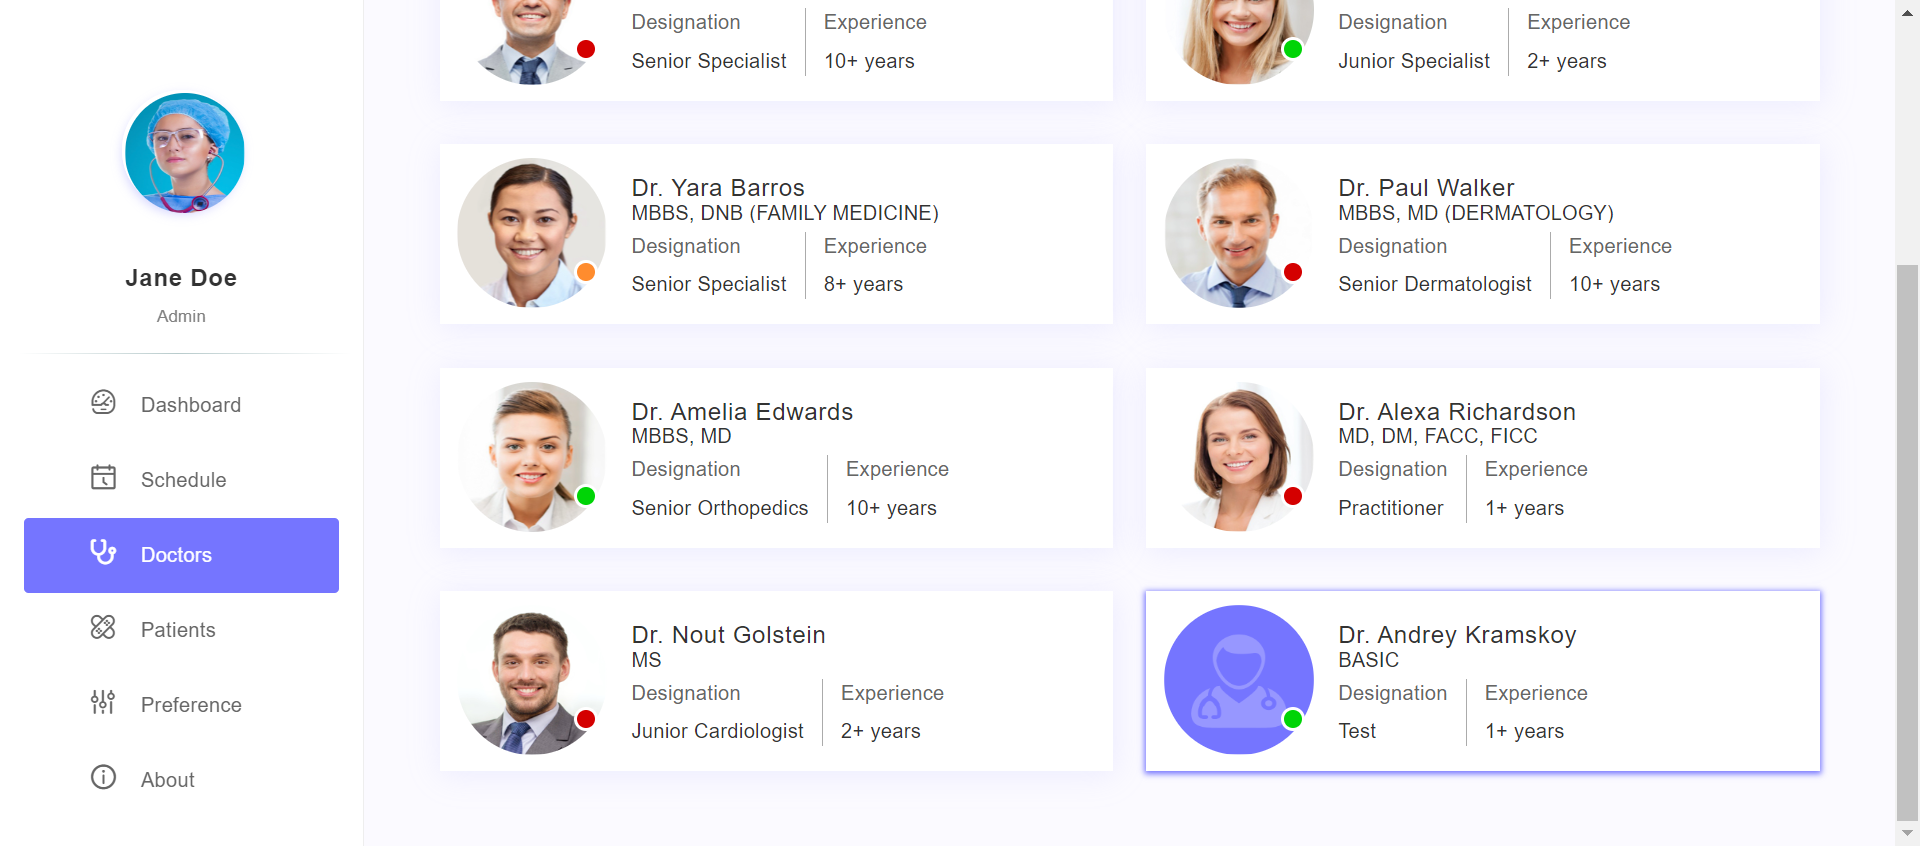 Jane Doe
Admin
Dashboard
Schedule
Doctors
Patients
Preference
About
Designation Experience
Senior Specialist 10+ years
Designation Experience
Junior Specialist 2+ years
Dr. Yara Barros
MBBS, DNB (FAMILY MEDICINE)
Designation Experience
Senior Specialist 8+ years
Dr. Paul Walker
MBBS, MD (DERMATOLOGY)
Designation Experience
Senior Dermatologist 10+ years
Dr. Amelia Edwards
MBBS, MD
Designation Experience
Senior Orthopedics 10+ years
Dr. Alexa Richardson
MD, DM, FACC, FICC
Designation Experience
Practitioner 1+ years
Dr. Nout Golstein
MS
Designation Experience
Junior Cardiologist 2+ years
Dr. Andrey Kramskoy
BASIC
Designation Experience
Test 1+ years